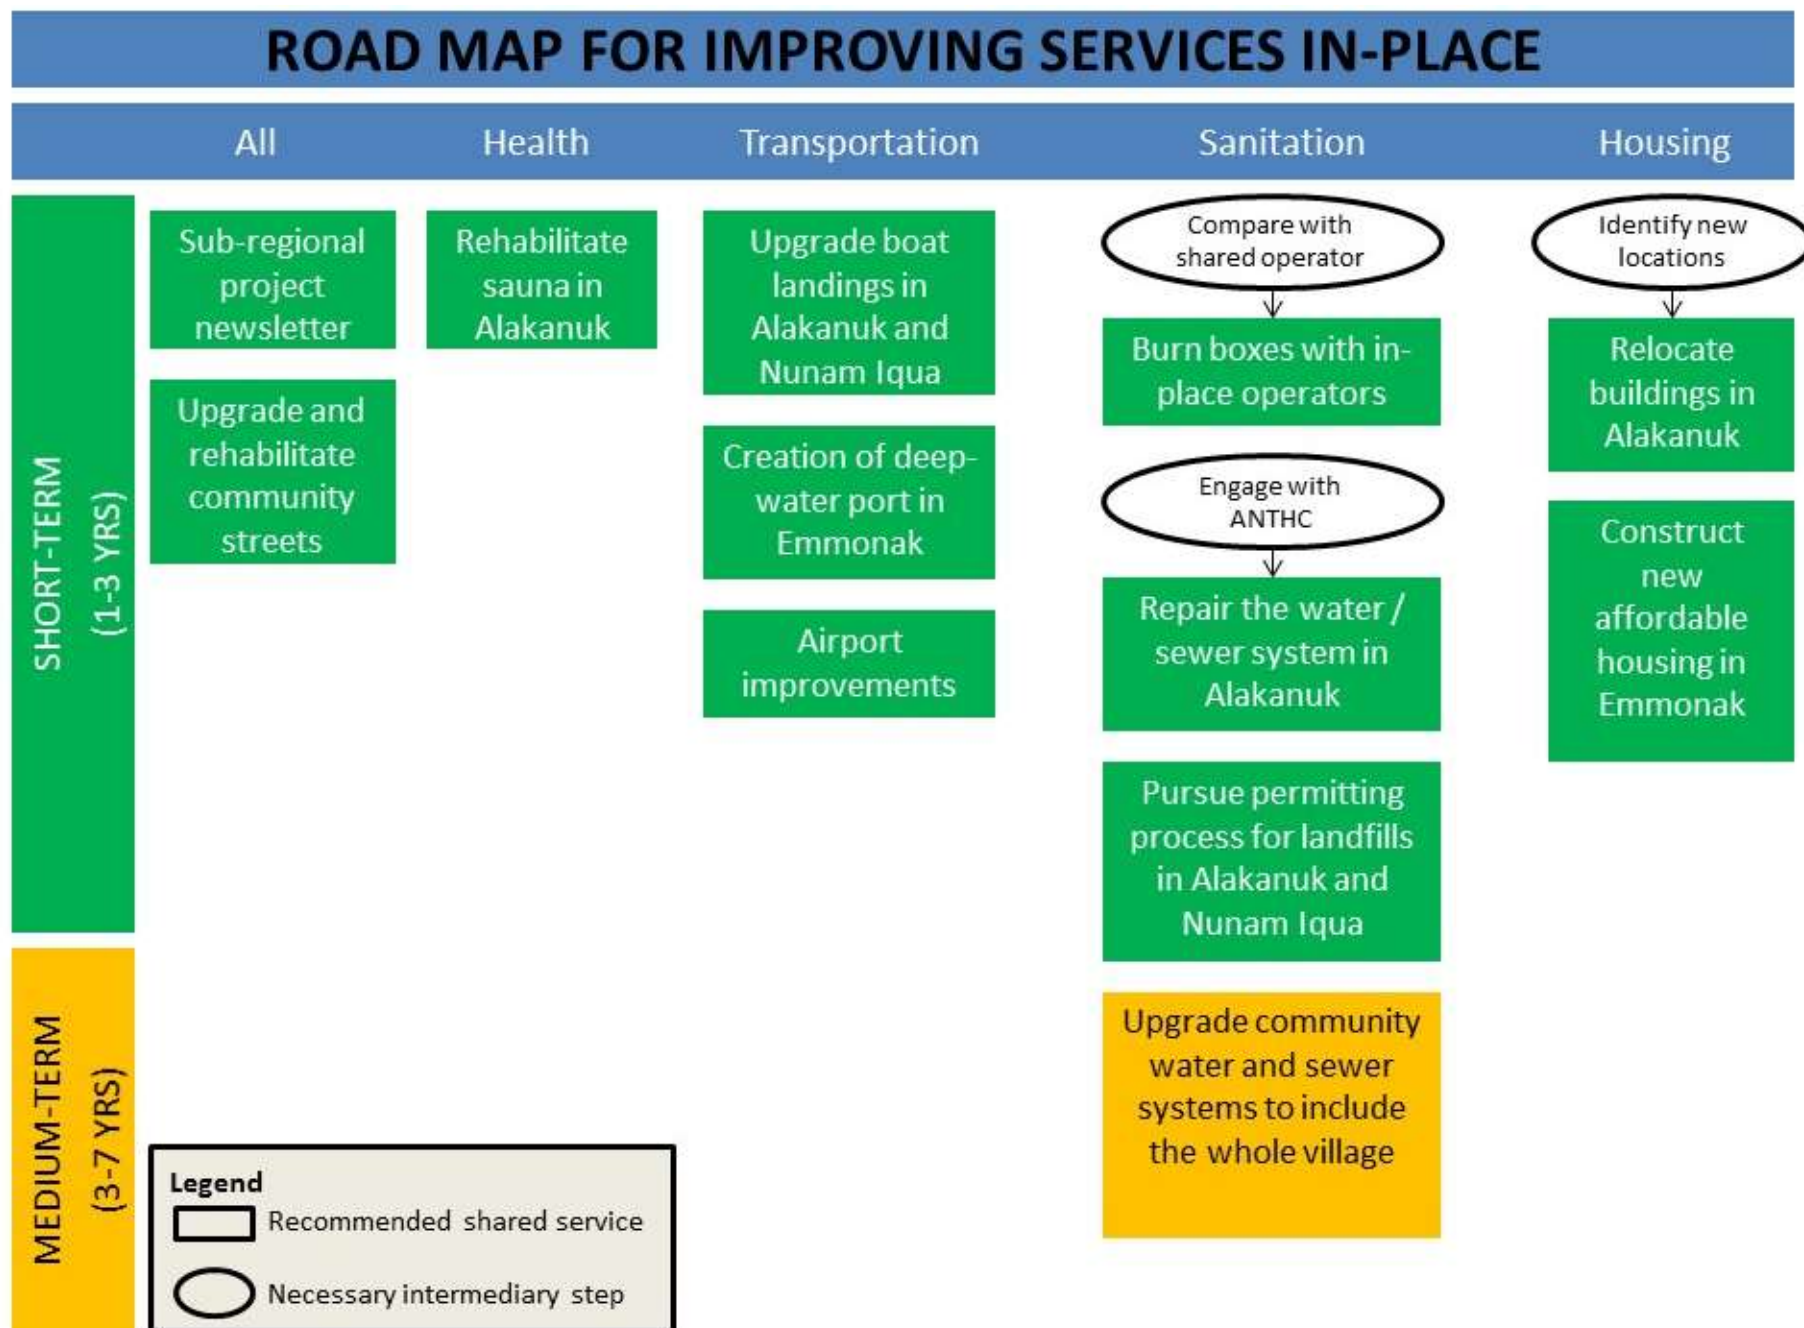 ROAD MAP FOR IMPROVING SERVICES IN-PLACE
All
Health
Transportation
Sanitation
Housing
SHORT-TERM
(1-3 YRS)
Sub-regional
project
newsletter
Upgrade and
rehabilitate
community
streets
Rehabilitate
sauna in
Alakanuk
Upgrade boat
landings in
Alakanuk and
Nunam Iqua
Creation of deep-
water port in
Emmonak
Airport
improvements
Compare with
shared operator
Burn boxes with in-
place operators
Engage with
ANTHC
Repair the water /
sewer system in
Alakanuk
Pursue permitting
process for landfills
in Alakanuk and
Nunam Iqua
Identify new
locations
Relocate
buildings in
Alakanuk
Construct
new
affordable
housing in
Emmonak
MEDIUM-TERM
(3-7 YRS)
Upgrade community
water and sewer
systems to include
the whole village
Legend
Recommended shared service
Necessary intermediary step